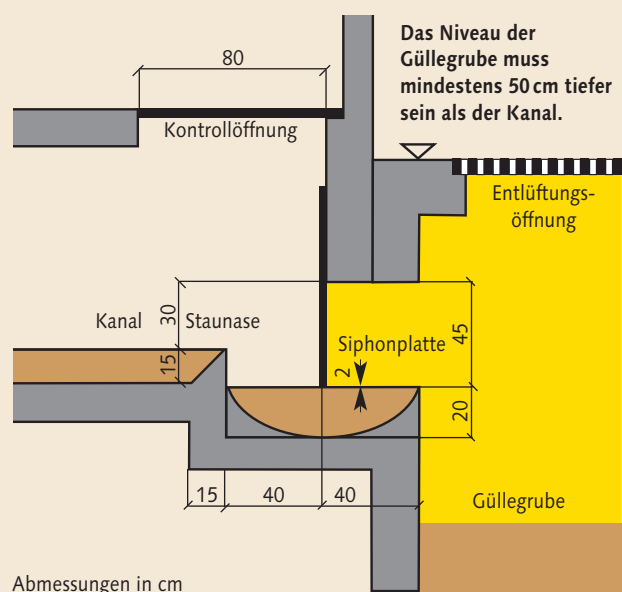 Das Niveau der
Güllegrube muss
mindestens 50 cm tiefer
sein als der Kanal.
80
Kontrollöffnung
Entlüftungs-
öffnung
30
Kanal
Staunase
15
Siphonplatte
2
45
20
15
40
40
Güllegrube
Abmessungen in cm